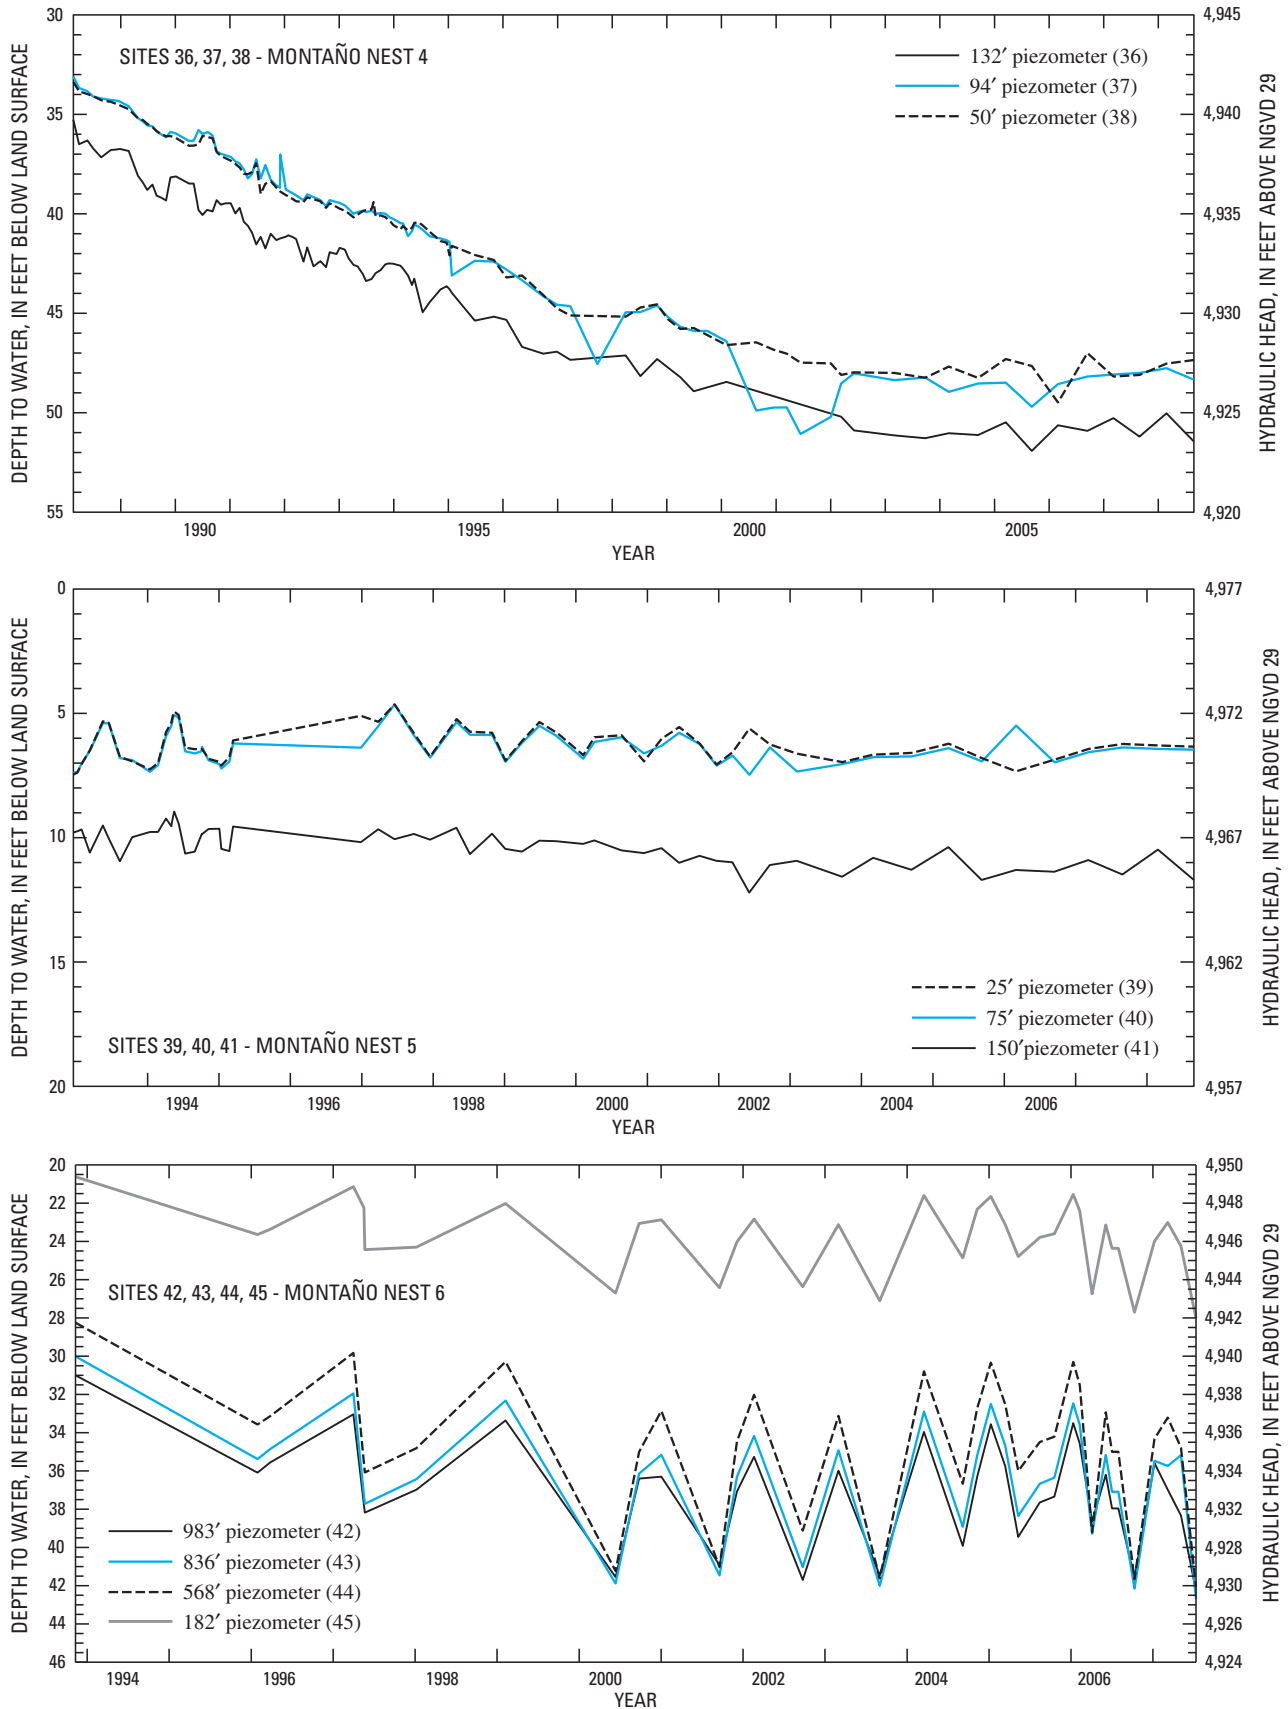 SITES 36, 37, 38 - MONTAÑO NEST 4
132′ piezometer (36)
94′ piezometer (37)
50′ piezometer (38)
DEPTH TO WATER, IN FEET BELOW LAND SURFACE
30
35
40
45
50
55
HYDRAULIC HEAD, IN FEET ABOVE NGVD 29
4,945
4,940
4,935
4,930
4,925
4,920
1990 1995 2000 2005
YEAR
DEPTH TO WATER, IN FEET BELOW LAND SURFACE
0
5
10
15
20
HYDRAULIC HEAD, IN FEET ABOVE NGVD 29
4,977
4,972
4,967
4,962
4,957
25′ piezometer (39)
75′ piezometer (40)
150′piezometer (41)
SITES 39, 40, 41 - MONTAÑO NEST 5
1994 1996 1998 2000 2002 2004 2006
YEAR
DEPTH TO WATER, IN FEET BELOW LAND SURFACE
20
22
24
26
28
30
32
34
36
38
40
42
44
46
HYDRAULIC HEAD, IN FEET ABOVE NGVD 29
4,950
4,948
4,946
4,944
4,942
4,940
4,938
4,936
4,934
4,932
4,928
4,930
4,926
4,924
SITES 42, 43, 44, 45 - MONTAÑO NEST 6
983′ piezometer (42)
836′ piezometer (43)
568′ piezometer (44)
182′ piezometer (45)
1994 1996 1998 2000 2002 2004 2006
YEAR